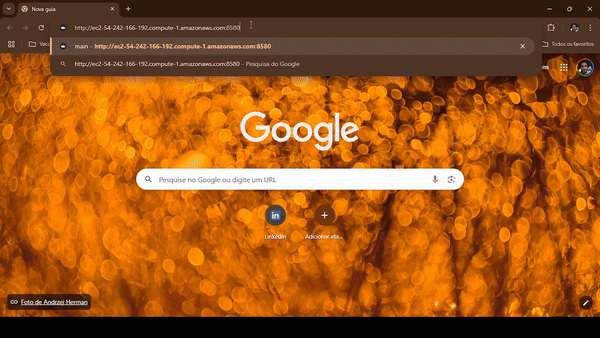 Nova guia
http://ec2-54-242-166-192.compute-1.amazonaws.com:8580
main - http://ec2-54-242-166-192.compute-1.amazonaws.com:8580
http://ec2-54-242-166-192.compute-1.amazonaws.com:8580 - Pesquisa do Google
Todos os favoritos
Google
Pesquise no Google ou digite um URL
in
LinkedIn
Adicionar ata...
Foto de Andrzej Herman